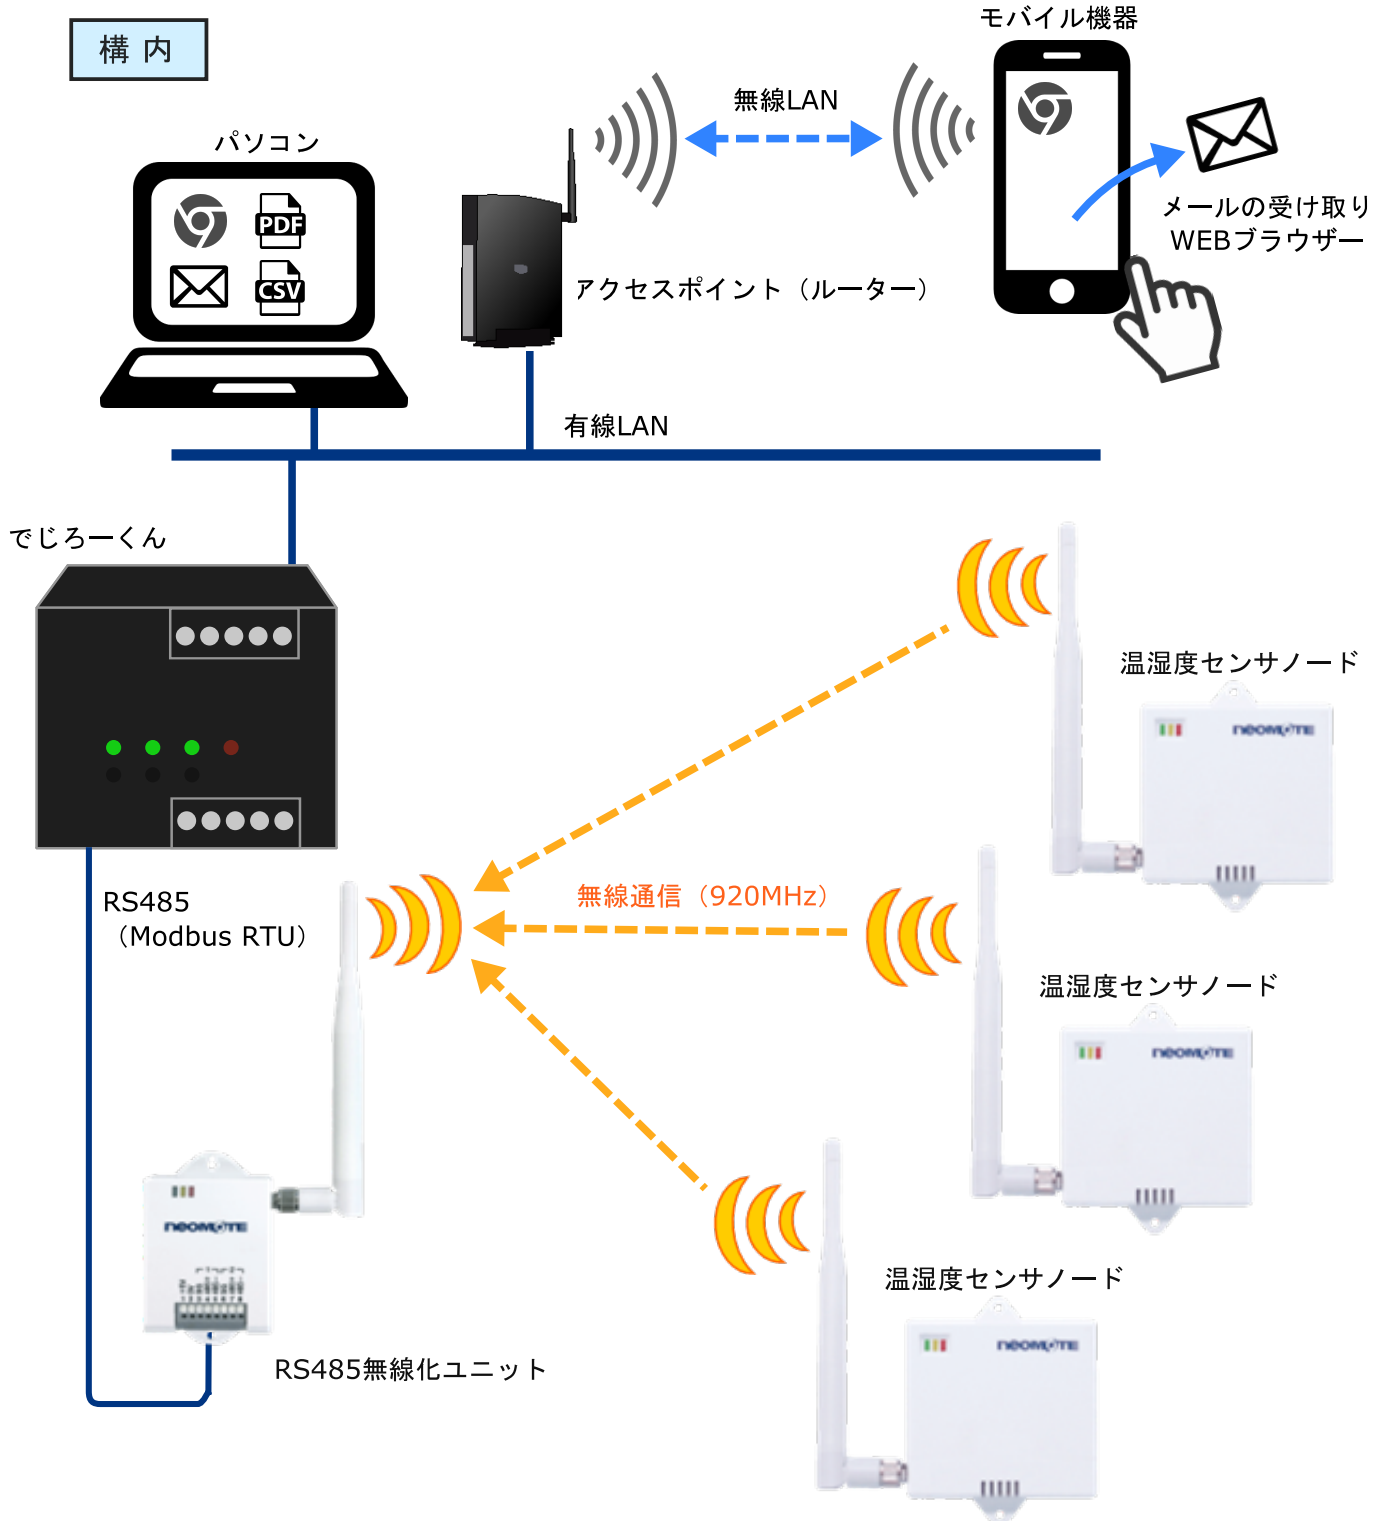 構内
モバイル機器
無線LAN
パソコン
PDF
CSV
メールの受け取り
WEBブラウザー
アクセスポイント（ルーター）
有線LAN
でじろーくん
温湿度センサノード
neomote
無線通信（920MHz）
RS485
（Modbus RTU）
温湿度センサノード
neomote
neomote
温湿度センサノード
neomote
RS485無線化ユニット